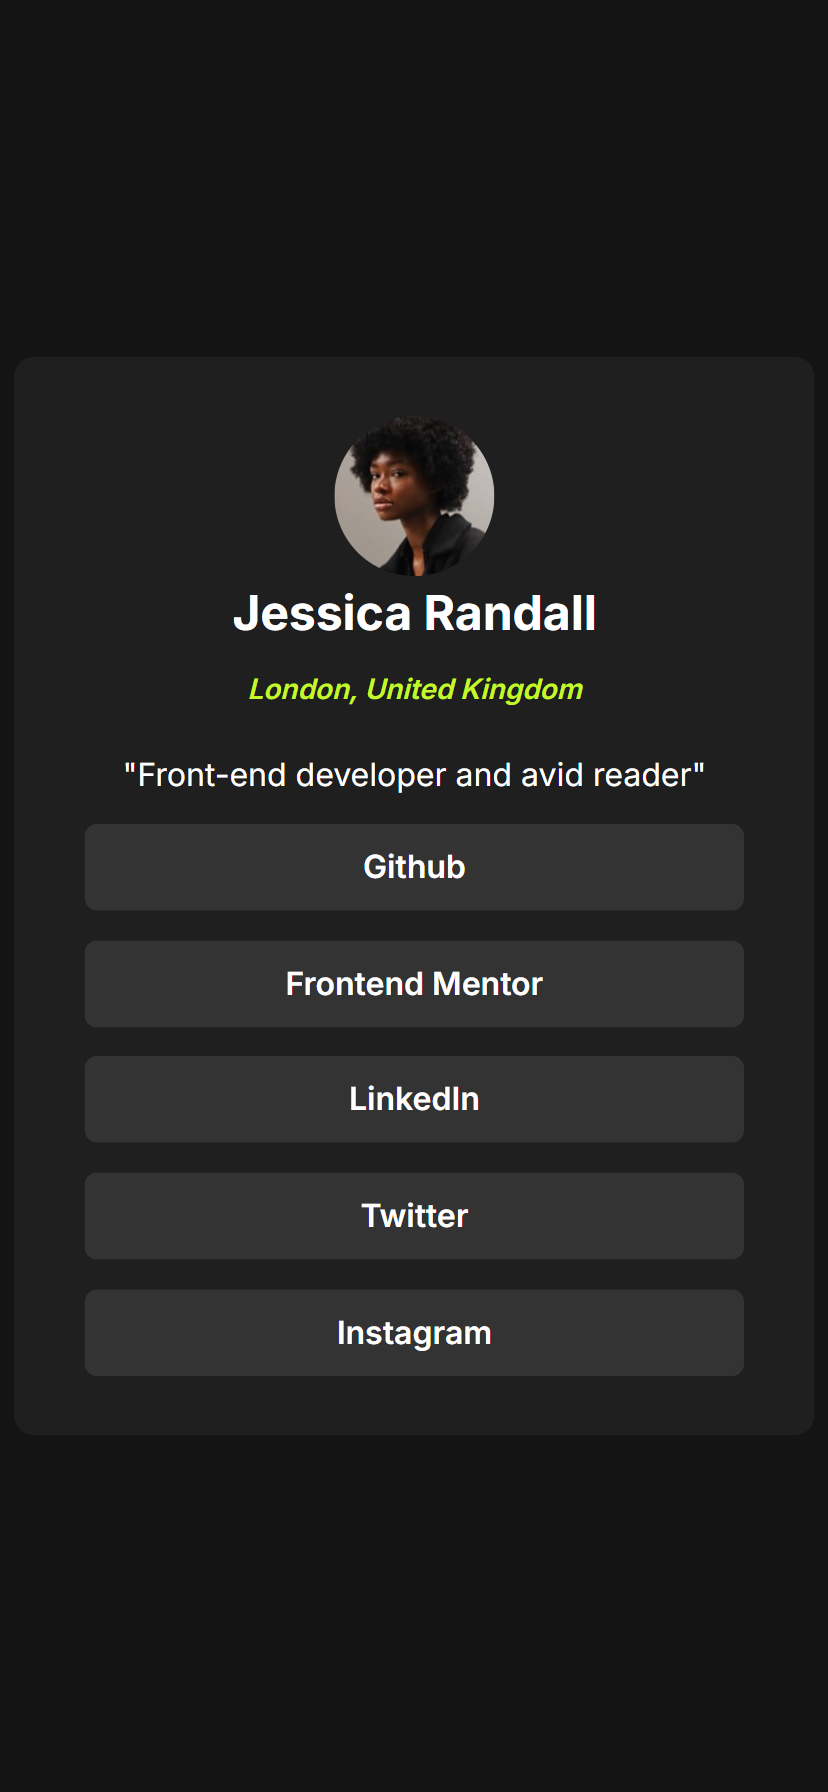 Jessica Randall
London, United Kingdom
"Front-end developer and avid reader"
Github
Frontend Mentor
LinkedIn
Twitter
Instagram